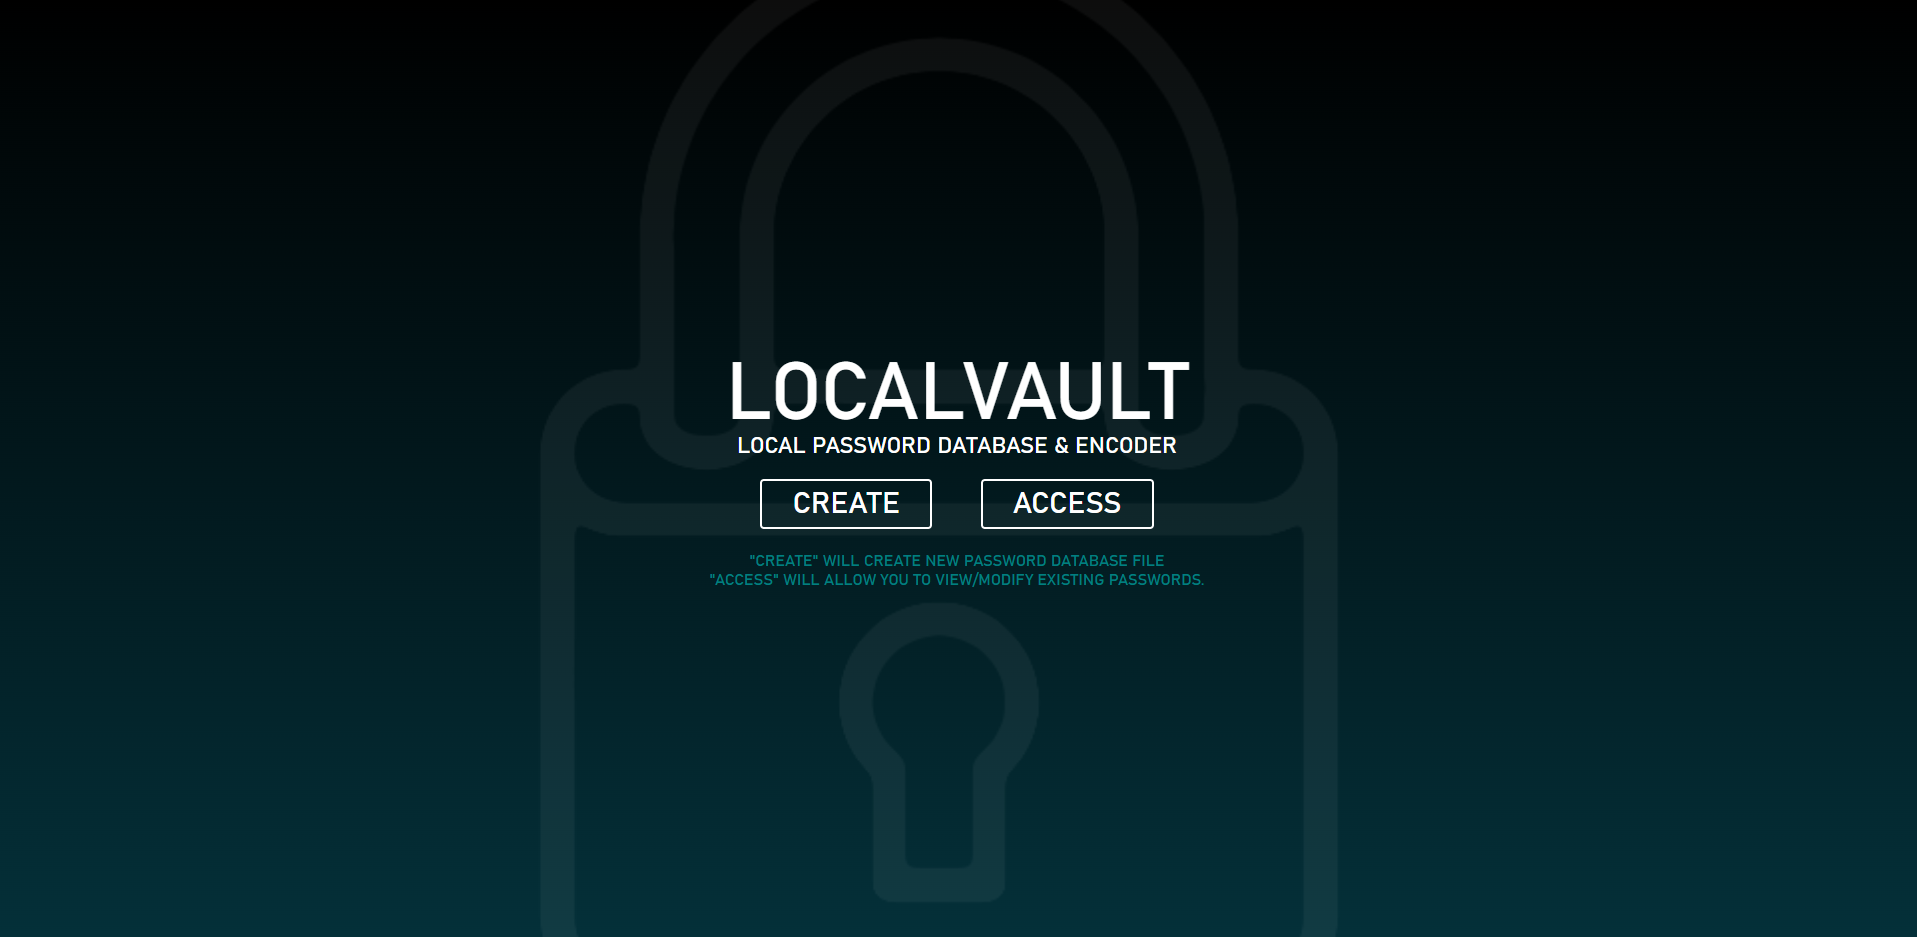 LOCALVAULT
LOCAL PASSWORD DATABASE & ENCODER
CREATE ACCESS
"CREATE" WILL CREATE NEW PASSWORD DATABASE FILE
"ACCESS" WILL ALLOW YOU TO VIEW/MODIFY EXISTING PASSWORDS.